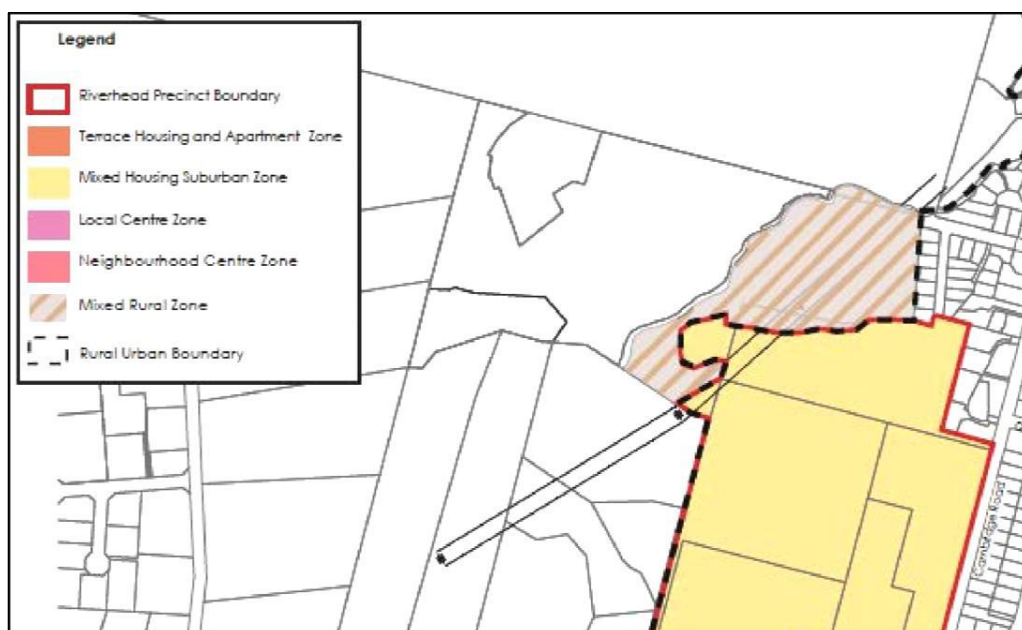 Legend
Riverhead Precinct Boundary
Terrace Housing and Apartment Zone
Mixed Housing Suburban Zone
Local Centre Zone
Neighbourhood Centre Zone
Mixed Rural Zone
Rural Urban Boundary
Cambridge Road